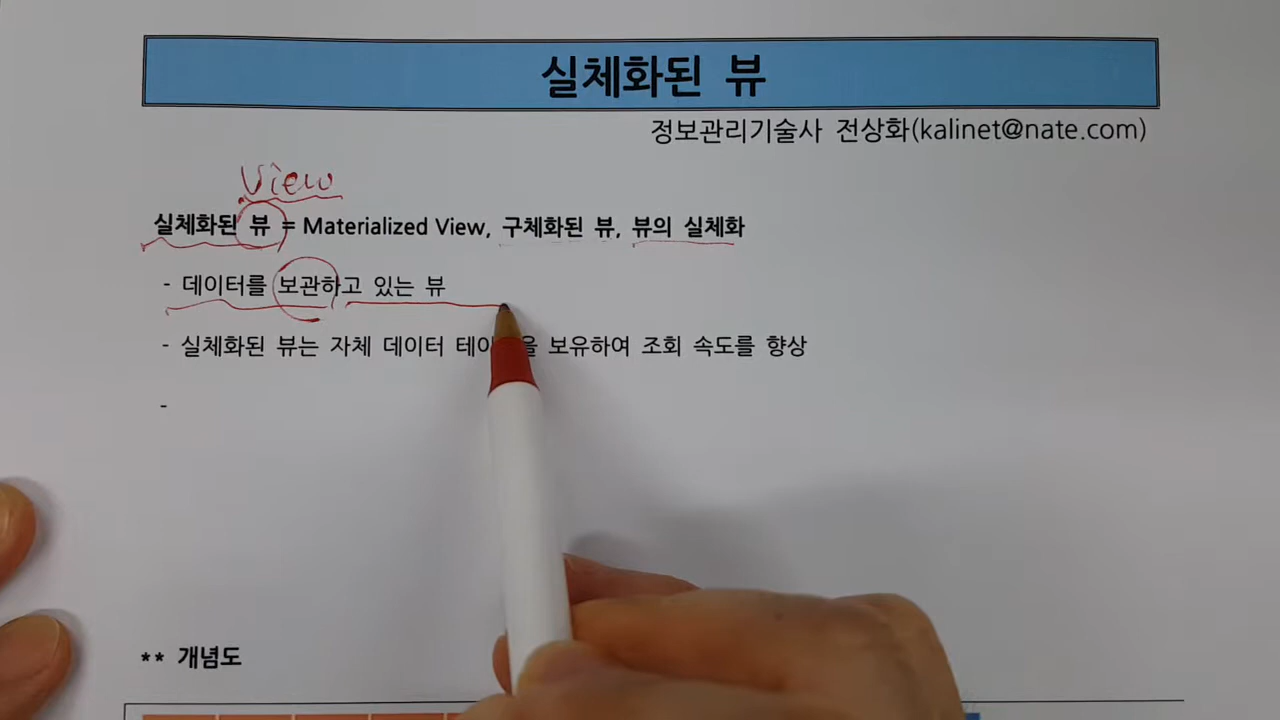 실체화된 뷰
정보관리기술사 전상화(kalinet@nate.com)
View
실체화된 뷰 = Materialized View, 구체화된 뷰, 뷰의 실체화
- 데이터를 보관하고 있는 뷰
- 실체화된 뷰는 자체 데이터 보유하여 조회 속도를 향상
-
** 개념도